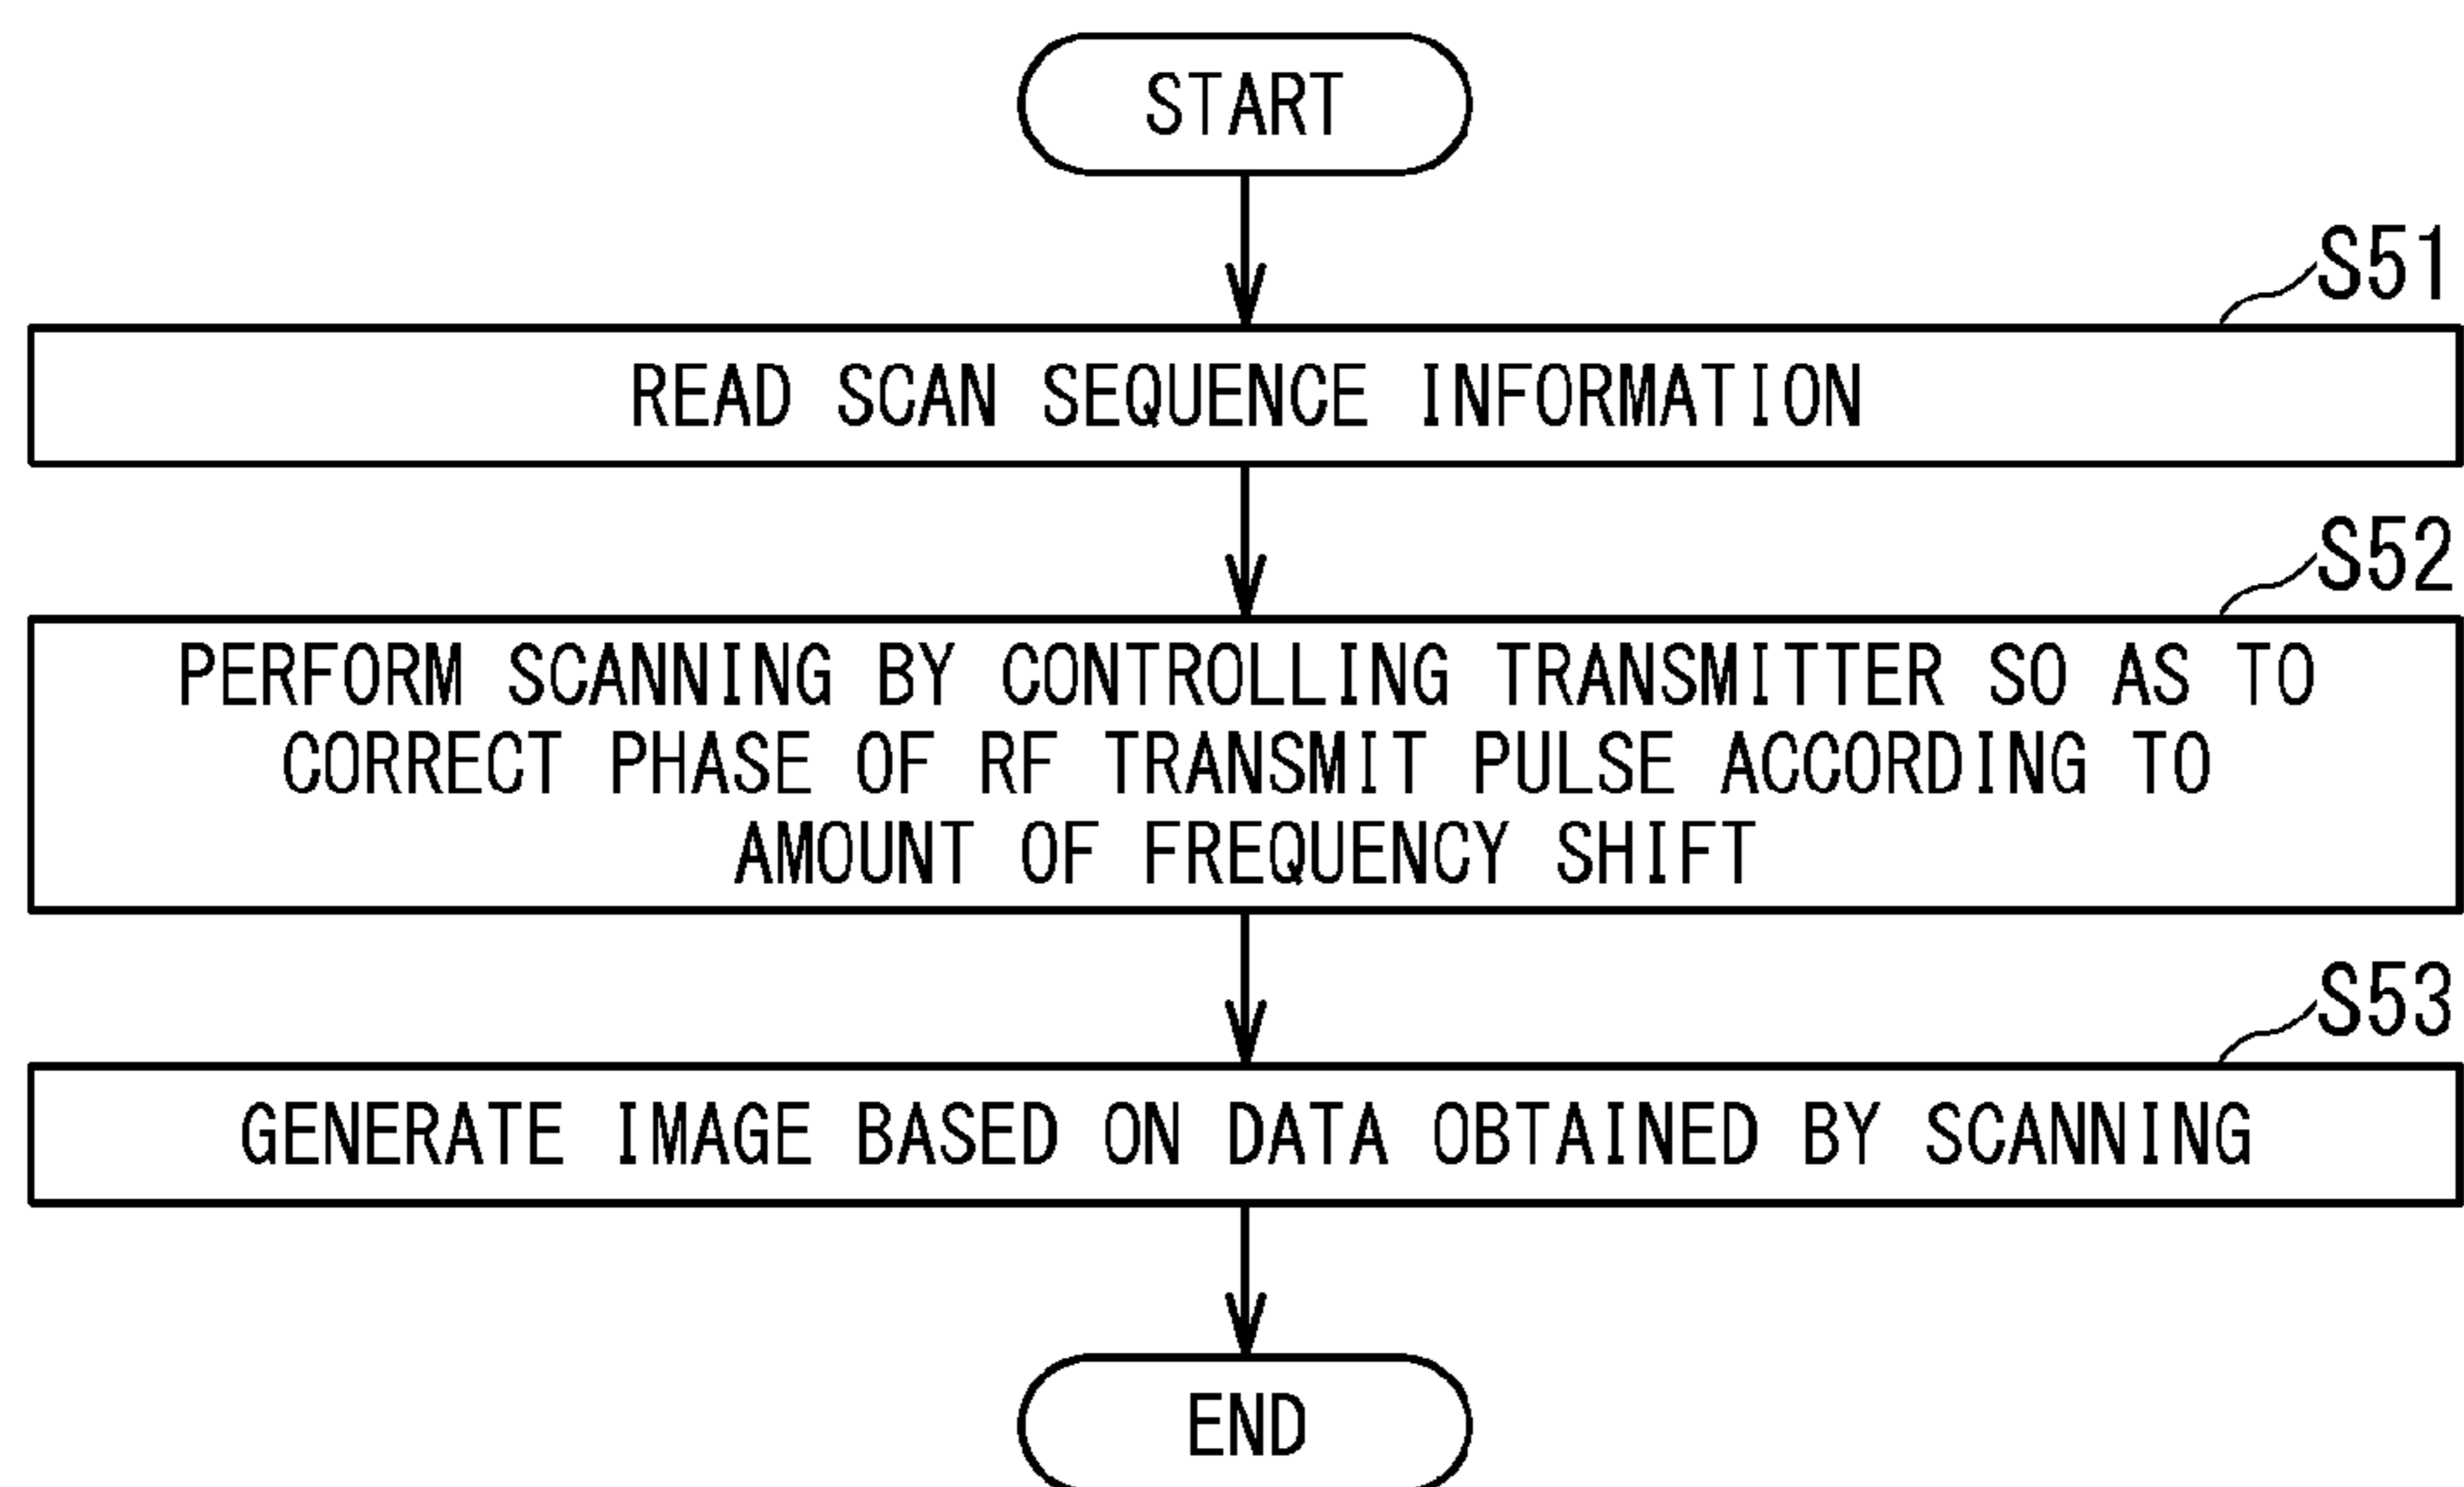 START
S51
READ SCAN SEQUENCE INFORMATION
S52
PERFORM SCANNING BY CONTROLLING TRANSMITTER SO AS TO
CORRECT PHASE OF RF TRANSMIT PULSE ACCORDING TO
AMOUNT OF FREQUENCY SHIFT
S53
GENERATE IMAGE BASED ON DATA OBTAINED BY SCANNING
END